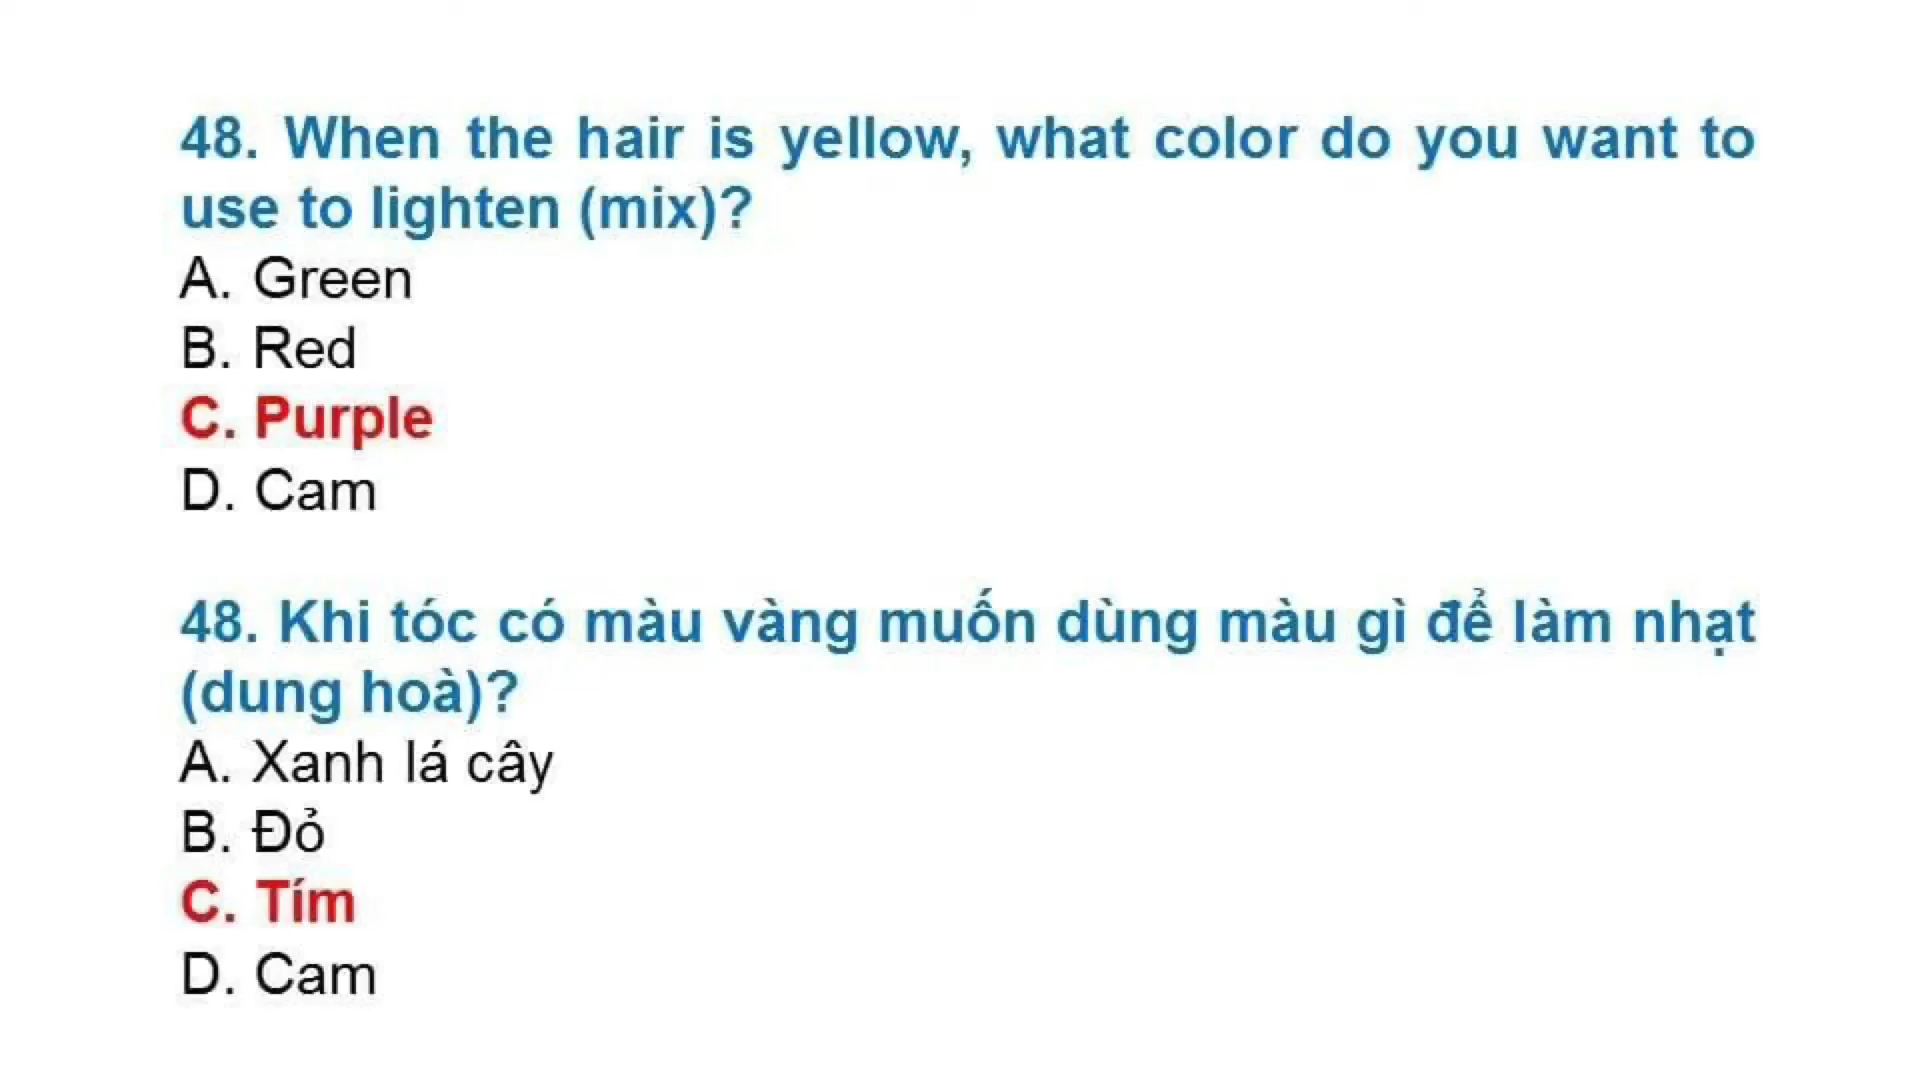 48. When the hair is yellow, what color do you want to
use to lighten (mix)?
A. Green
B. Red
C. Purple
D. Cam
48. Khi tóc có màu vàng muốn dùng màu gì để làm nhạt
(dung hoà)?
A. Xanh lá cây
B. Đỏ
C. Tím
D. Cam